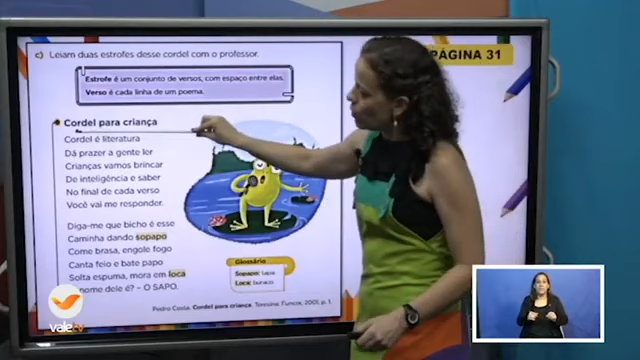 c) Leiam duas estrofes desse cordel com o professor.
PÁGINA 31
Estrofe é um conjunto de versos, com espaço entre elas.
Verso é cada linha de um poema.
Cordel para criança
Cordel é literatura
Dá prazer a gente ler
Crianças vamos brincar
De inteligência e saber
No final de cada verso
Você vai me responder.
Diga-me que bicho é esse
Caminha dando sopapo
Come brasa, engole fogo
Canta feio e bate papo
Solta espuma, mora em loca
nome dele é? – O SAPO.
Glossário
Sopapo: tapa
Loca: buraco
Pedro Costa. Cordel para criança. Teresina: Funcor, 2001, p. 1.
vale